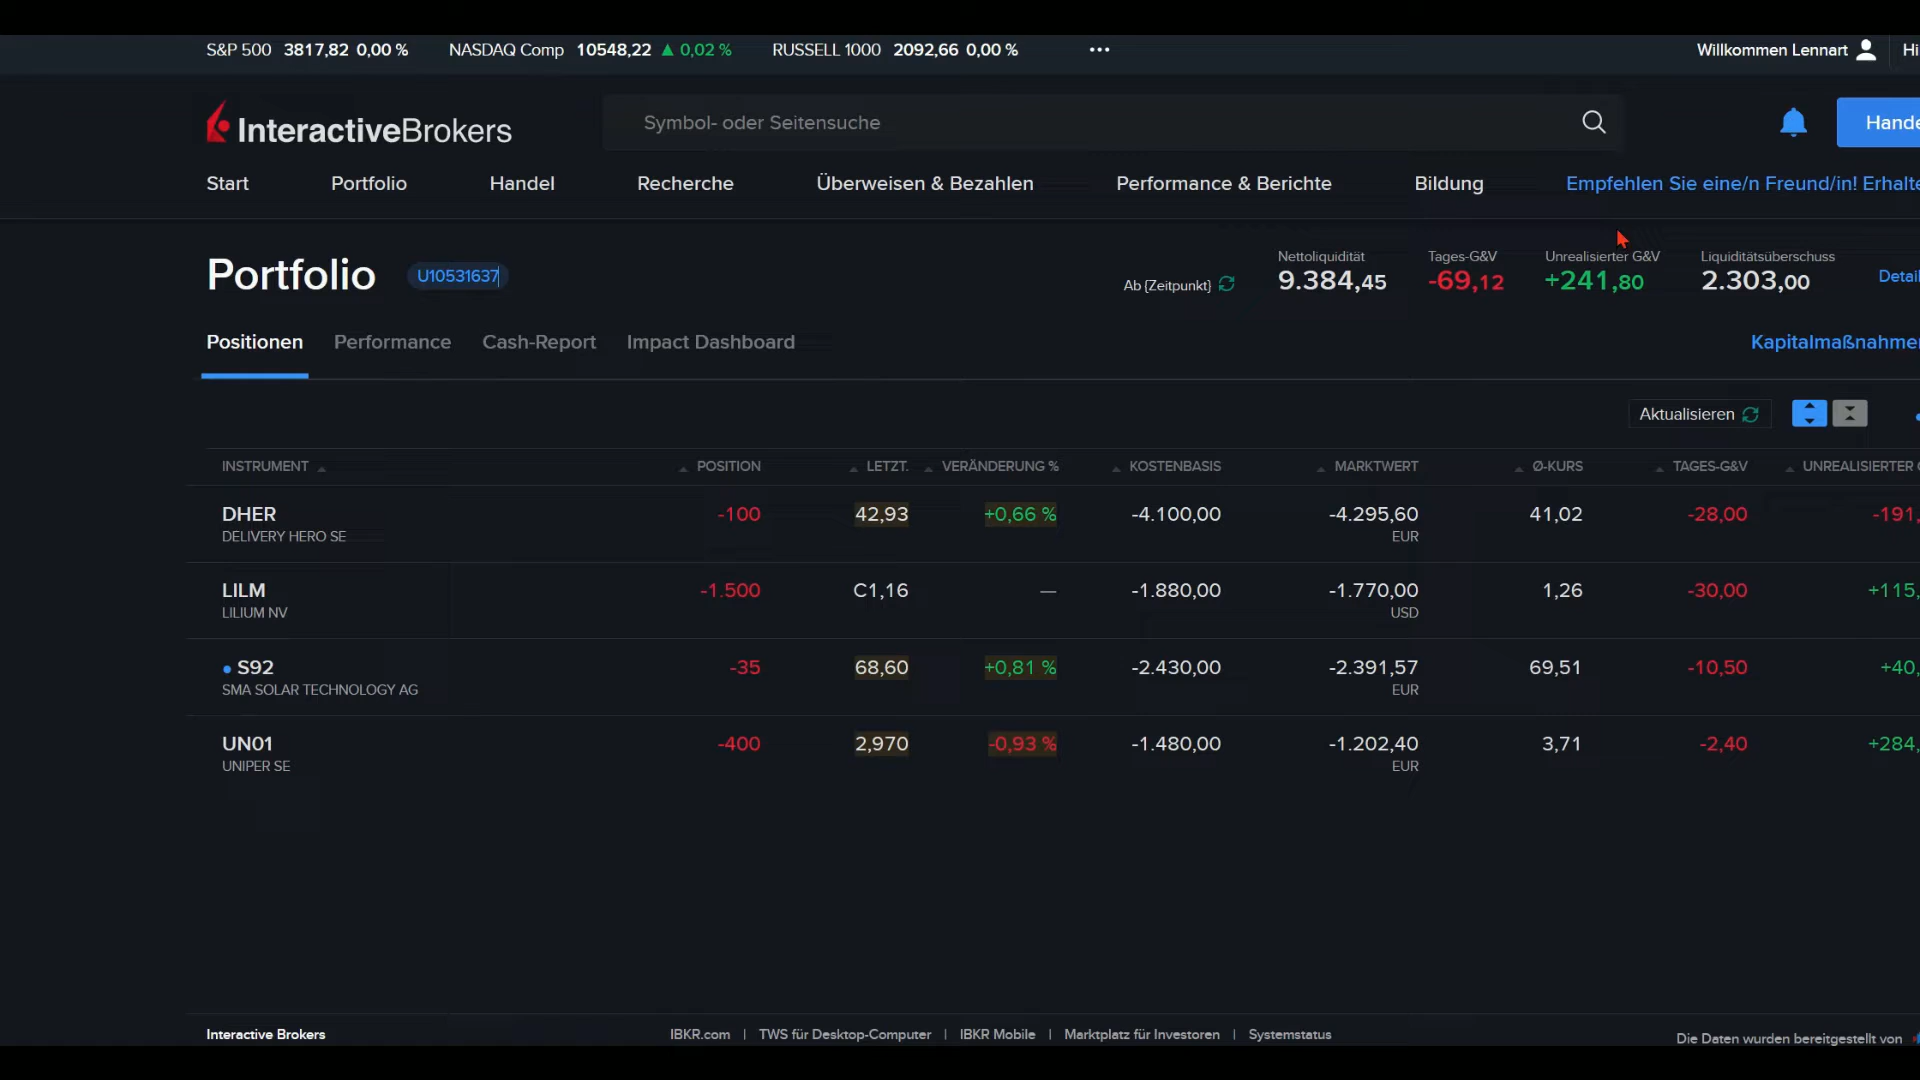 S&P 500 3817,82 0,00 % NASDAQ Comp 10548,22 ▲ 0,02 % RUSSELL 1000 2092,66 0,00 % ••• Willkommen Lennart Hi
InteractiveBrokers Symbol- oder Seitensuche Hande
Start Portfolio Handel Recherche Überweisen & Bezahlen Performance & Berichte Bildung Empfehlen Sie eine/n Freund/in! Erhalte
Nettoliquidität Tages-G&V Unrealisierter G&V Liquiditätsüberschuss
Portfolio U10531637 Ab {Zeitpunkt} 9.384,45 -69,12 +241,80 2.303,00 Detail
Positionen Performance Cash-Report Impact Dashboard Kapitalmaßnahmen
Aktualisieren
INSTRUMENT POSITION LETZT. VERÄNDERUNG % KOSTENBASIS MARKTWERT Ø-KURS TAGES-G&V UNREALISIERTER G
DHER -100 42,93 +0,66 % -4.100,00 -4.295,60 41,02 -28,00 -191,
DELIVERY HERO SE EUR
LILM -1.500 C1,16 — -1.880,00 -1.770,00 1,26 -30,00 +115,
LILIUM NV USD
S92 -35 68,60 +0,81 % -2.430,00 -2.391,57 69,51 -10,50 +40,
SMA SOLAR TECHNOLOGY AG EUR
UN01 -400 2,970 -0,93 % -1.480,00 -1.202,40 3,71 -2,40 +284,
UNIPER SE EUR
Interactive Brokers IBKR.com | TWS für Desktop-Computer | IBKR Mobile | Marktplatz für Investoren | Systemstatus Die Daten wurden bereitgestellt von